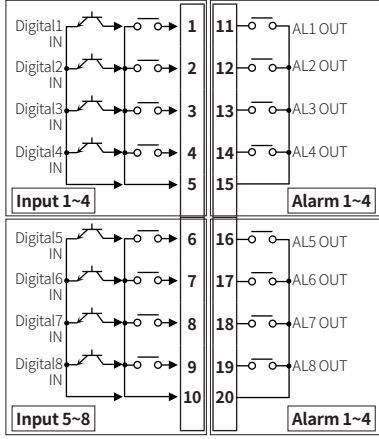 Digital1
IN
1
11
AL1 OUT
Digital2
IN
2
12
AL2 OUT
Digital3
IN
3
13
AL3 OUT
Digital4
IN
4
14
AL4 OUT
5
15
Input 1~4
Alarm 1~4
Digital5
IN
6
16
AL5 OUT
Digital6
IN
7
17
AL6 OUT
Digital7
IN
8
18
AL7 OUT
Digital8
IN
9
19
AL8 OUT
10
20
Input 5~8
Alarm 1~4